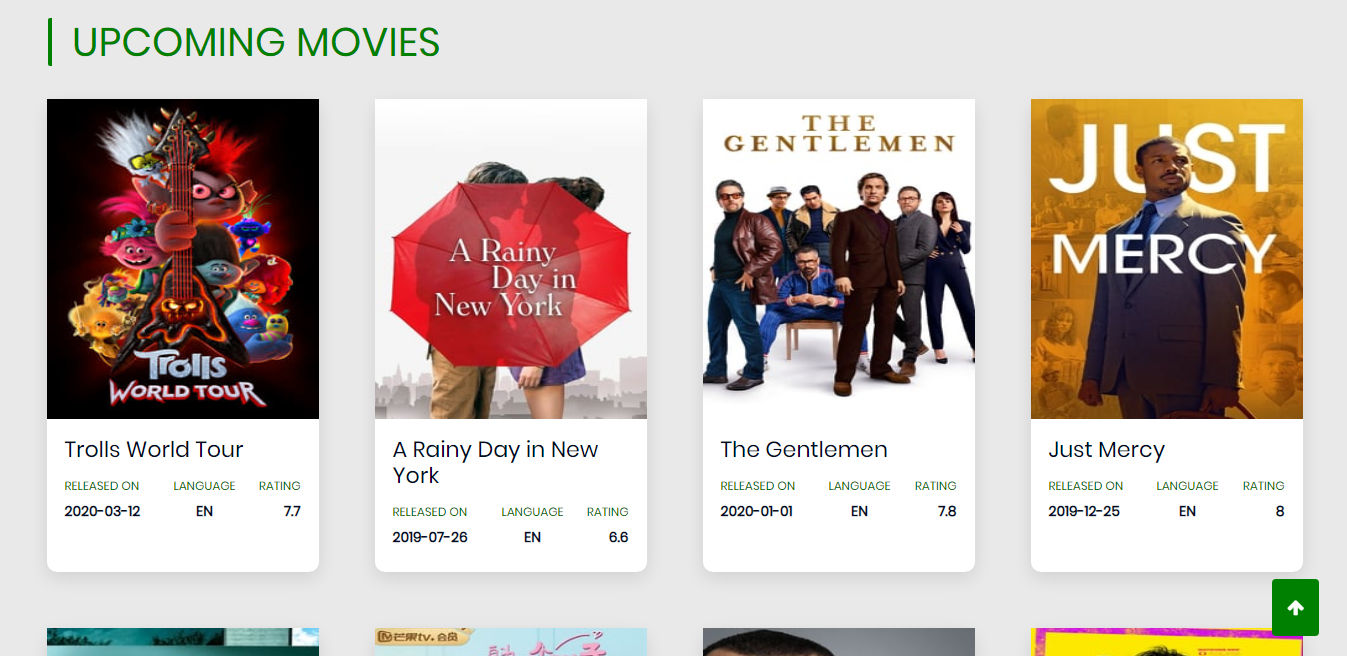 UPCOMING MOVIES
TROLLS
WORLD TOUR
A Rainy
Day in
New York
THE
GENTLEMEN
JUST
MERCY
Trolls World Tour
RELEASED ON LANGUAGE RATING
2020-03-12 EN 7.7
A Rainy Day in New
York
RELEASED ON LANGUAGE RATING
2019-07-26 EN 6.6
The Gentlemen
RELEASED ON LANGUAGE RATING
2020-01-01 EN 7.8
Just Mercy
RELEASED ON LANGUAGE RATING
2019-12-25 EN 8
芒果tv.会员